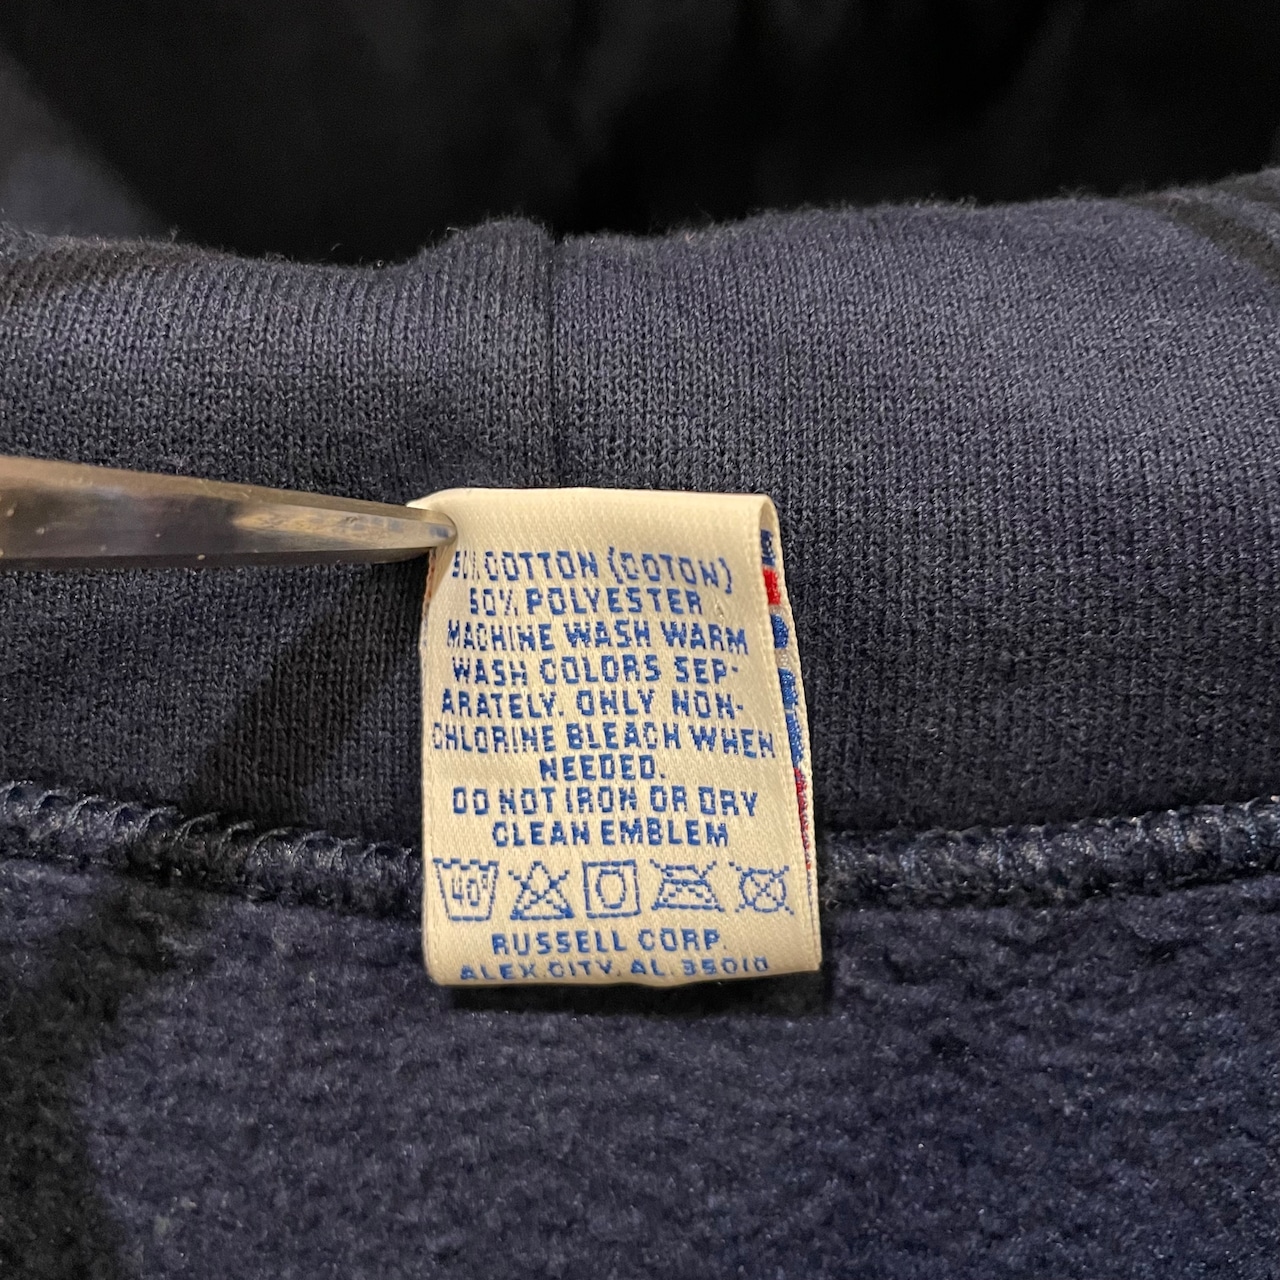 50% COTTON (COTON)
50% POLYESTER
MACHINE WASH WARM
WASH COLORS SEP-
ARATELY. ONLY NON-
CHLORINE BLEACH WHEN
NEEDED.
DO NOT IRON OR DRY
CLEAN EMBLEM
40°
RUSSELL CORP.
ALEX CITY, AL. 35010